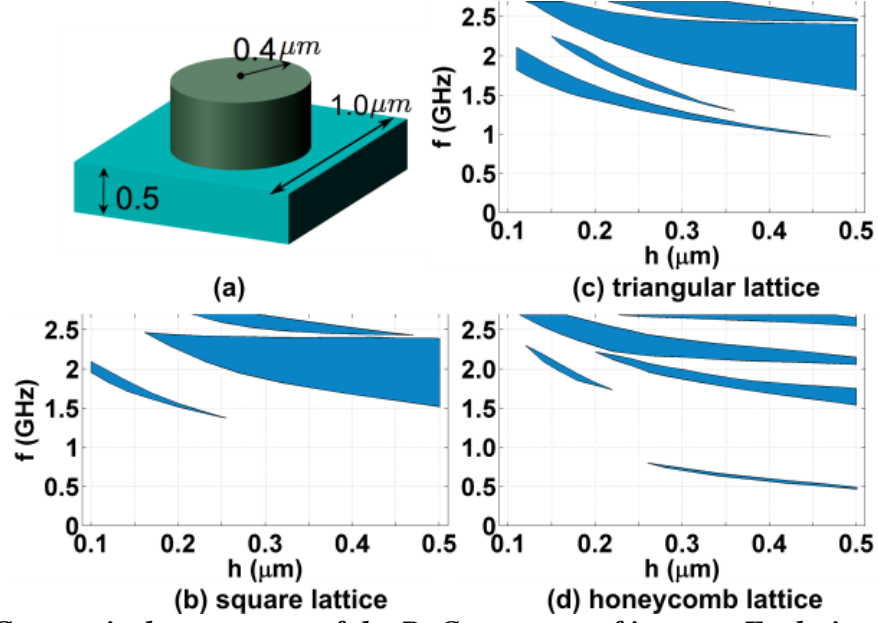 0.4μm
1.0μm
0.5
(a)
f (GHz)
2.5
2
1.5
1
0.5
0
0.1 0.2 0.3 0.4 0.5
h (μm)
(c) triangular lattice
f (GHz)
2.5
2
1.5
1
0.5
0
0.1 0.2 0.3 0.4 0.5
h (μm)
(b) square lattice
f (GHz)
2.5
2.0
1.5
1.0
0.5
0
0.1 0.2 0.3 0.4 0.5
h (μm)
(d) honeycomb lattice